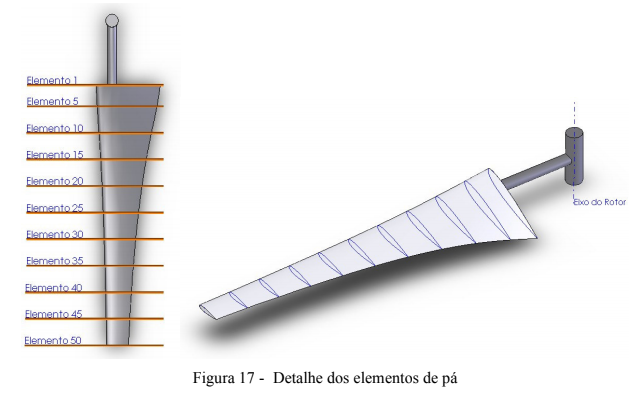 Elemento 1
Elemento 5
Elemento 10
Elemento 15
Elemento 20
Elemento 25
Elemento 30
Elemento 35
Elemento 40
Elemento 45
Elemento 50
Eixo do Rotor
Figura 17 - Detalhe dos elementos de pá